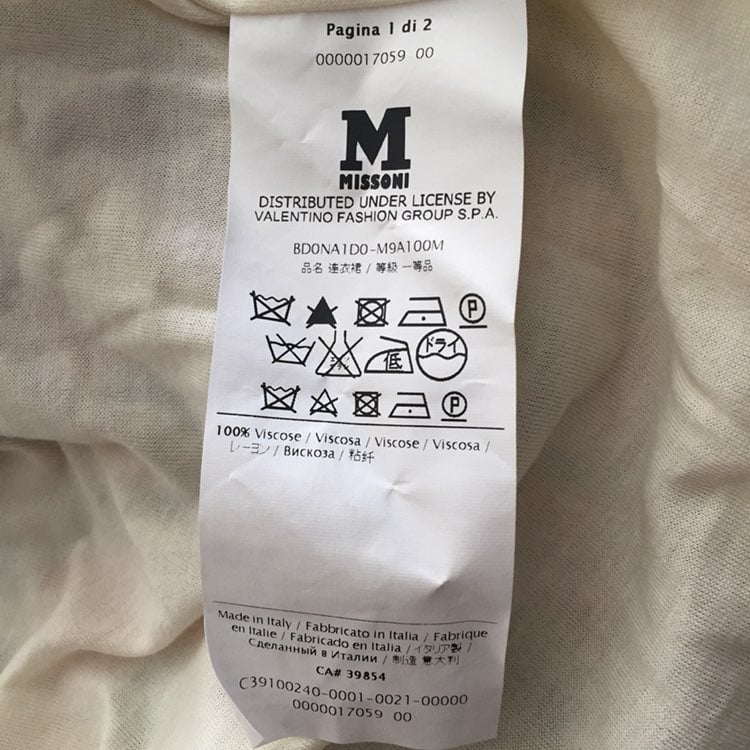 Pagina 1 di 2
0000017059 00
M
MISSONI
DISTRIBUTED UNDER LICENSE BY
VALENTINO FASHION GROUP S.P.A.
BD0NA1D0-M9A100M
品名 連衣裙 / 等級 一等品
P
低 ドライ
P
100% Viscose / Viscosa / Viscose / Viscosa /
レーヨン / Вискоза / 粘纤
Made in Italy / Fabbricato in Italia / Fabrique
en Italie / Fabricado en Italia / イタリア製 /
Сделанный в Италии / 制造 意大利
CA# 39854
C39100240-0001-0021-00000
0000017059 00